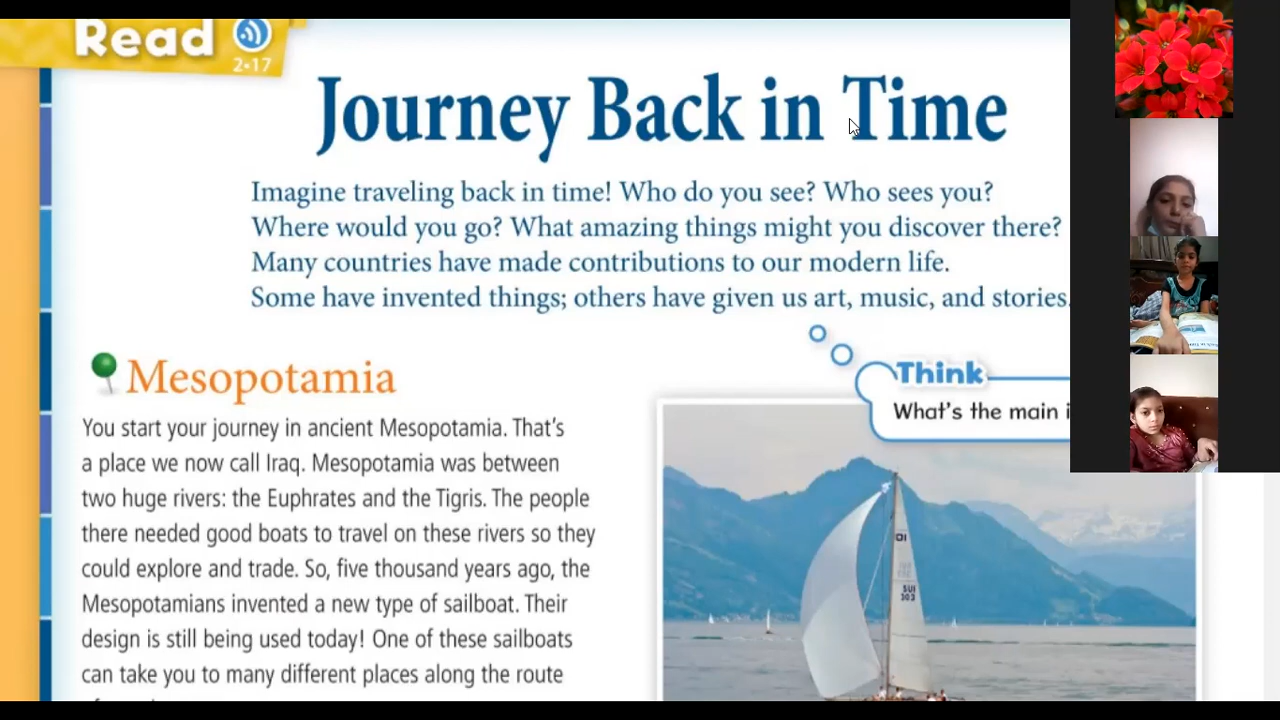 Read
2•17
Journey Back in Time
Imagine traveling back in time! Who do you see? Who sees you?
Where would you go? What amazing things might you discover there?
Many countries have made contributions to our modern life.
Some have invented things; others have given us art, music, and stories.
Mesopotamia
You start your journey in ancient Mesopotamia. That's
a place we now call Iraq. Mesopotamia was between
two huge rivers: the Euphrates and the Tigris. The people
there needed good boats to travel on these rivers so they
could explore and trade. So, five thousand years ago, the
Mesopotamians invented a new type of sailboat. Their
design is still being used today! One of these sailboats
can take you to many different places along the route
Think
What's the main
SUI
303